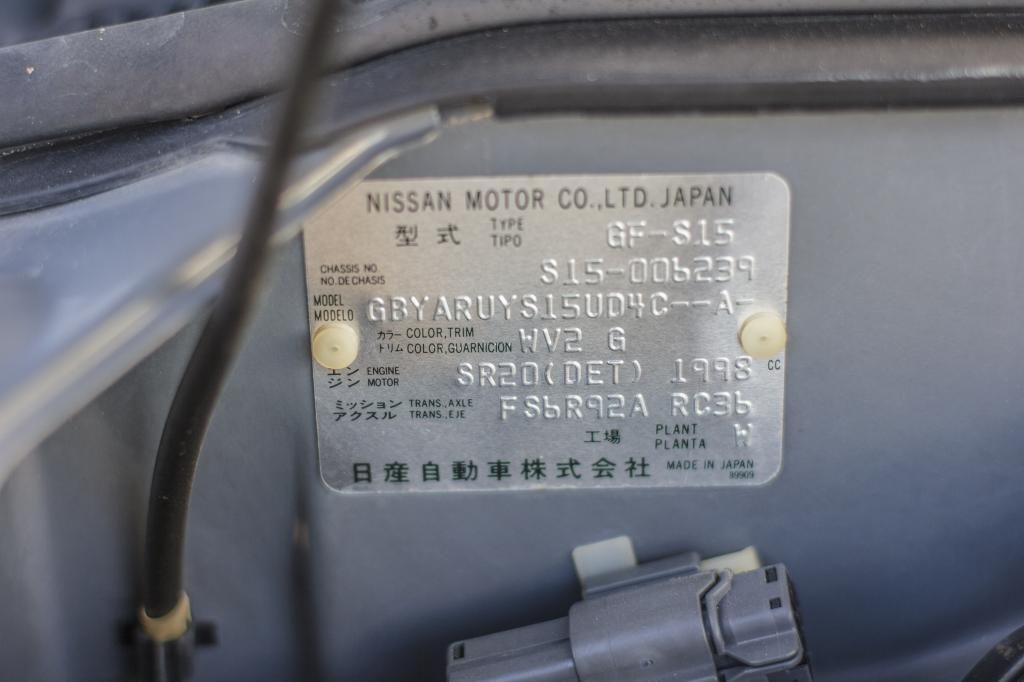 NISSAN MOTOR CO.,LTD. JAPAN
型式 TYPE TIPO GF-S15
CHASSIS NO. NO.DE CHASIS S15-006239
MODEL MODELO GBYARUYS15UD4C--A-
カラー COLOR,TRIM
トリム COLOR,GUARNICION WV2 G
エンジン ENGINE MOTOR SR20(DET) 1998 CC
ミッション TRANS.,AXLE
アクスル TRANS.,EJE FS6R92A RC36
工場 PLANT PLANTA W
日産自動車株式会社 MADE IN JAPAN
89909